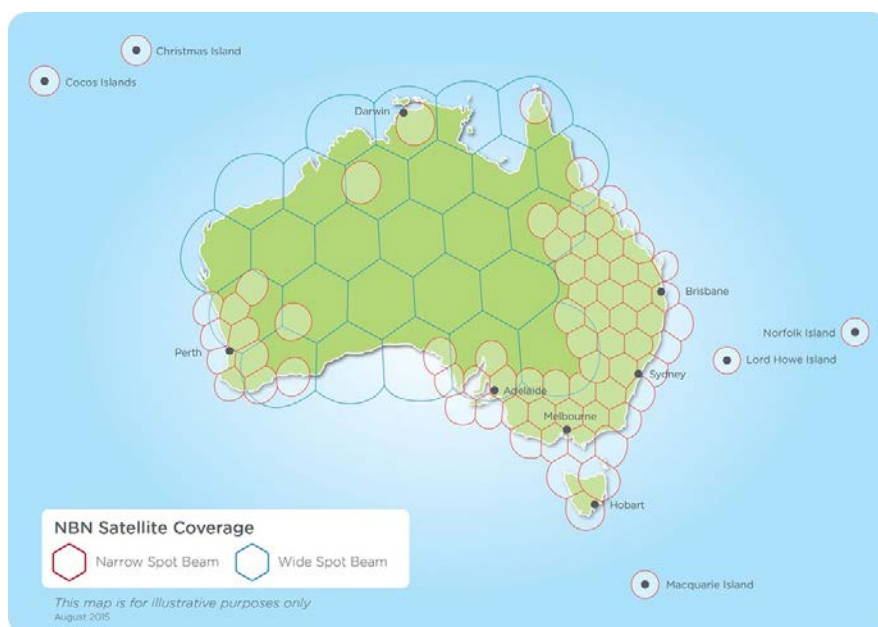 Christmas Island
Cocos Islands
Darwin
Brisbane
Norfolk Island
Lord Howe Island
Perth
Sydney
Adelaide
Melbourne
Hobart
NBN Satellite Coverage
Narrow Spot Beam
Wide Spot Beam
Macquarie Island
This map is for illustrative purposes only
August 2015